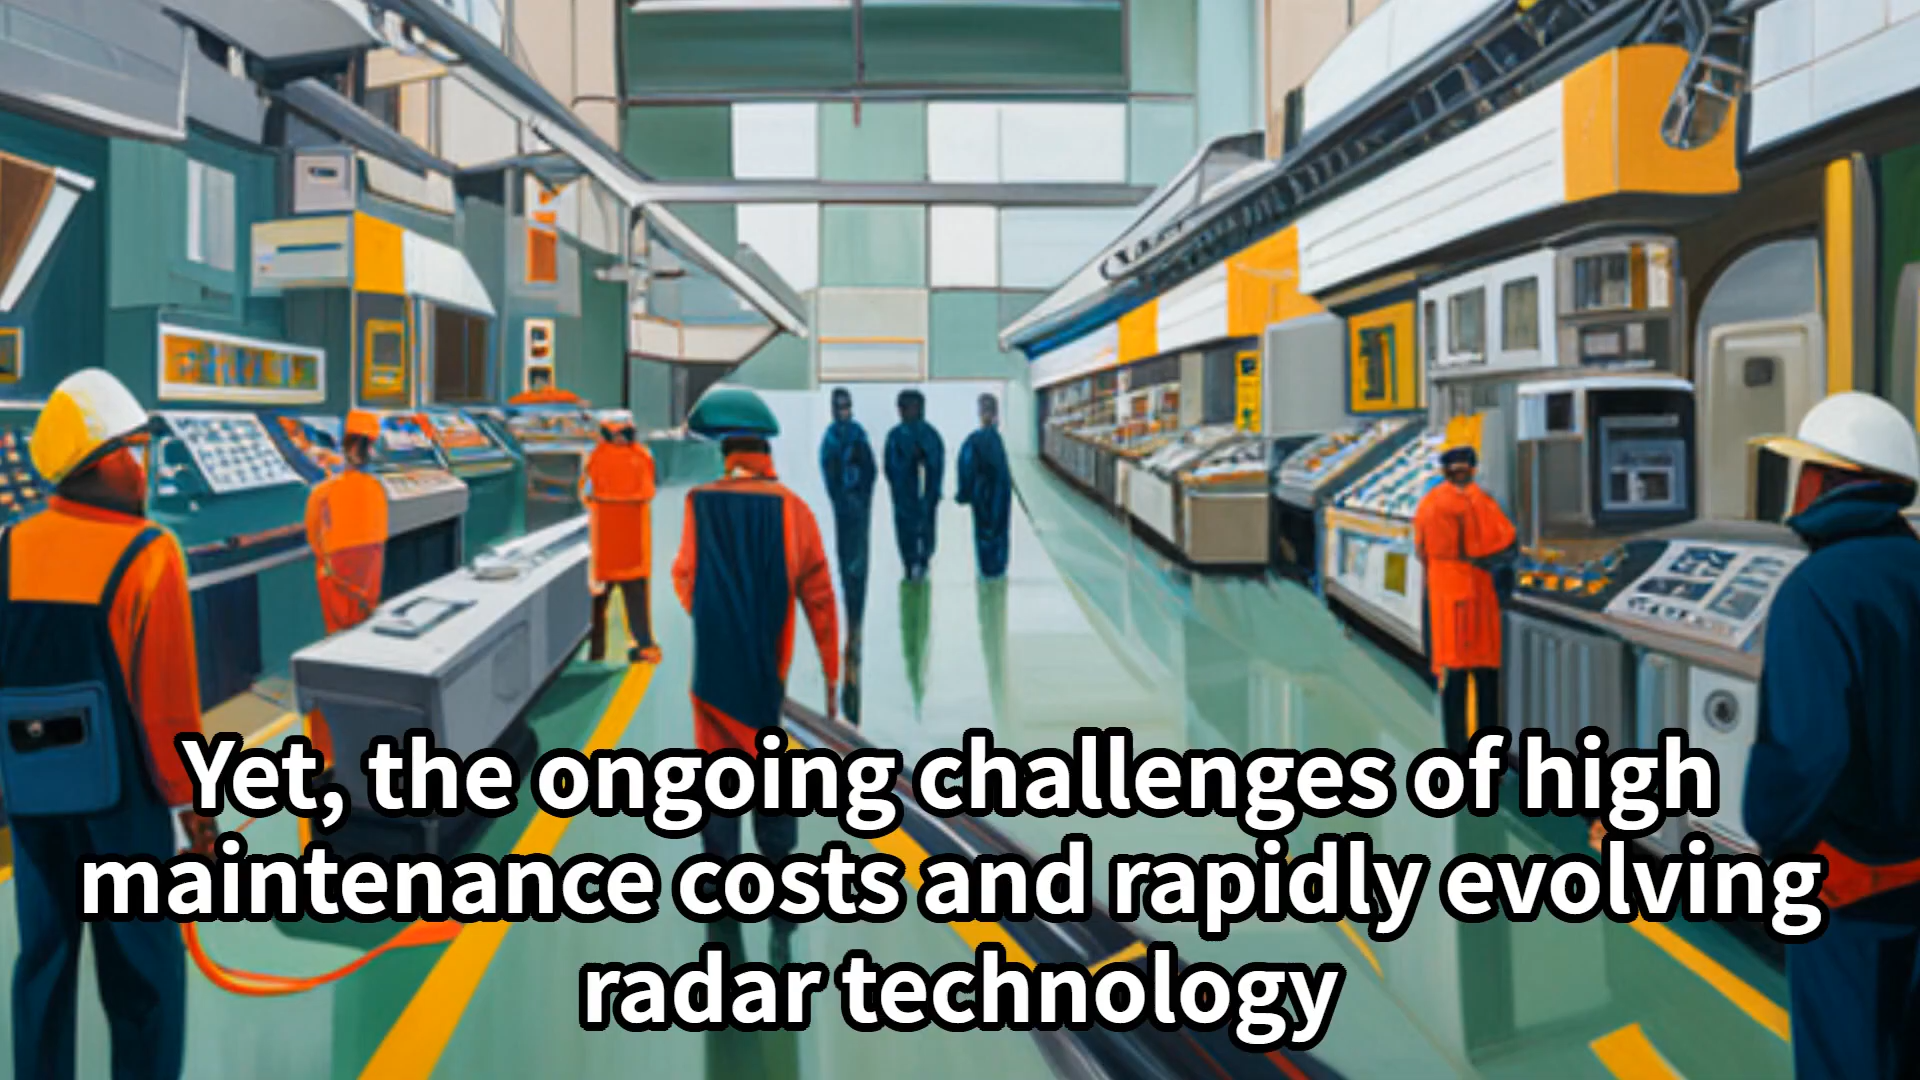 Yet, the ongoing challenges of high
maintenance costs and rapidly evolving
radar technology